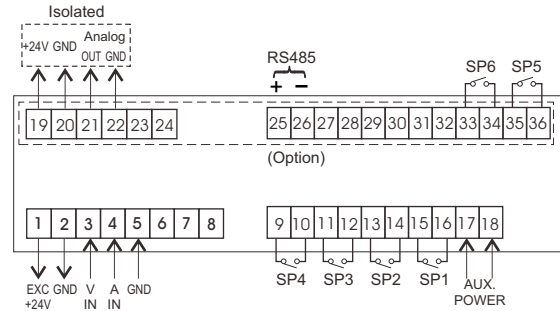 Isolated
+24V GND Analog
OUT GND
RS485
+ −
SP6 SP5
19 20 21 22 23 24
25 26 27 28 29 30 31 32 33 34 35 36
(Option)
1 2 3 4 5 6 7 8
9 10 11 12 13 14 15 16 17 18
EXC GND V A GND
+24V IN IN
SP4 SP3 SP2 SP1 AUX.
POWER